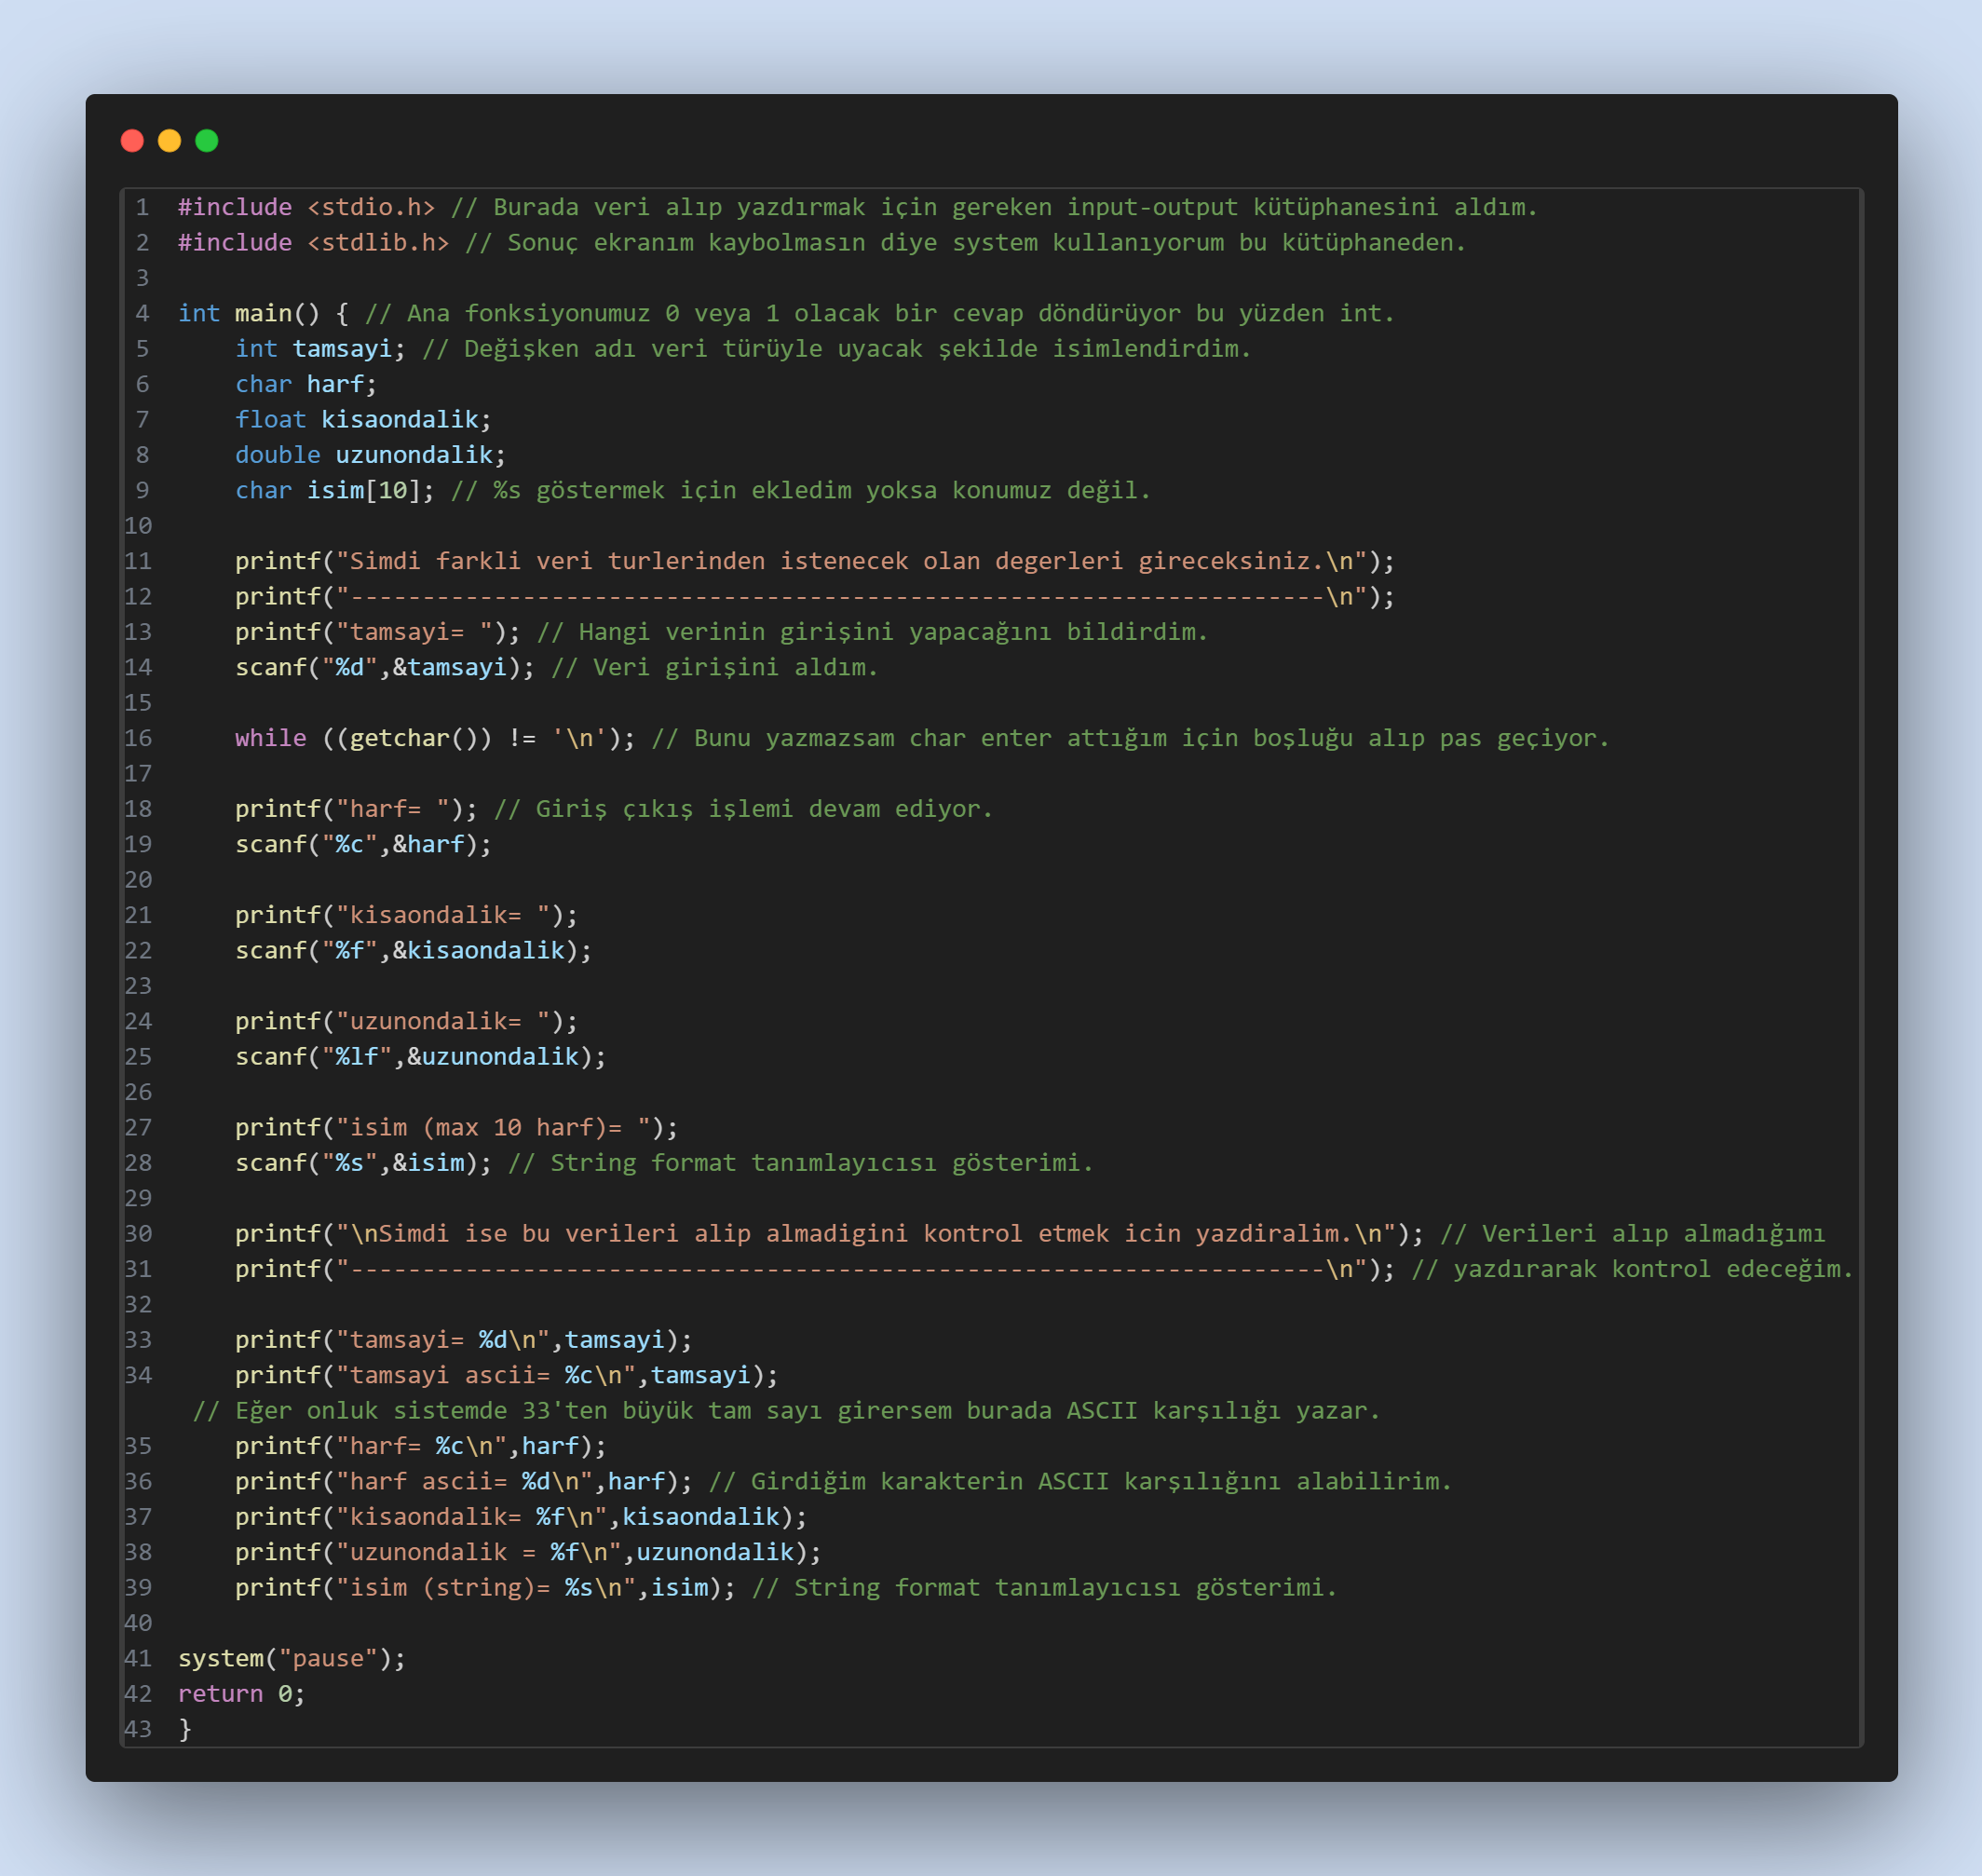 1 #include <stdio.h> // Burada veri alıp yazdırmak için gereken input-output kütüphanesini aldım.
2 #include <stdlib.h> // Sonuç ekranım kaybolmasın diye system kullanıyorum bu kütüphaneden.
3
4 int main() { // Ana fonksiyonumuz 0 veya 1 olacak bir cevap döndürüyor bu yüzden int.
5     int tamsayi; // Değişken adı veri türüyle uyacak şekilde isimlendirdim.
6     char harf;
7     float kisaondalik;
8     double uzunondalik;
9     char isim[10]; // %s göstermek için ekledim yoksa konumuz değil.
10
11     printf("Simdi farkli veri turlerinden istenecek olan degerleri gireceksiniz.\n");
12     printf("--------------------------------------------------------------------\n");
13     printf("tamsayi= "); // Hangi verinin girişini yapacağını bildirdim.
14     scanf("%d",&tamsayi); // Veri girişini aldım.
15
16     while ((getchar()) != '\n'); // Bunu yazmazsam char enter attığım için boşluğu alıp pas geçiyor.
17
18     printf("harf= "); // Giriş çıkış işlemi devam ediyor.
19     scanf("%c",&harf);
20
21     printf("kisaondalik= ");
22     scanf("%f",&kisaondalik);
23
24     printf("uzunondalik= ");
25     scanf("%lf",&uzunondalik);
26
27     printf("isim (max 10 harf)= ");
28     scanf("%s",&isim); // String format tanımlayıcısı gösterimi.
29
30     printf("\nSimdi ise bu verileri alip almadigini kontrol etmek icin yazdiralim.\n"); // Verileri alıp almadığımı
31     printf("--------------------------------------------------------------------\n"); // yazdırarak kontrol edeceğim.
32
33     printf("tamsayi= %d\n",tamsayi);
34     printf("tamsayi ascii= %c\n",tamsayi);
// Eğer onluk sistemde 33'ten büyük tam sayı girersem burada ASCII karşılığı yazar.
35     printf("harf= %c\n",harf);
36     printf("harf ascii= %d\n",harf); // Girdiğim karakterin ASCII karşılığını alabilirim.
37     printf("kisaondalik= %f\n",kisaondalik);
38     printf("uzunondalik = %f\n",uzunondalik);
39     printf("isim (string)= %s\n",isim); // String format tanımlayıcısı gösterimi.
40
41 system("pause");
42 return 0;
43 }